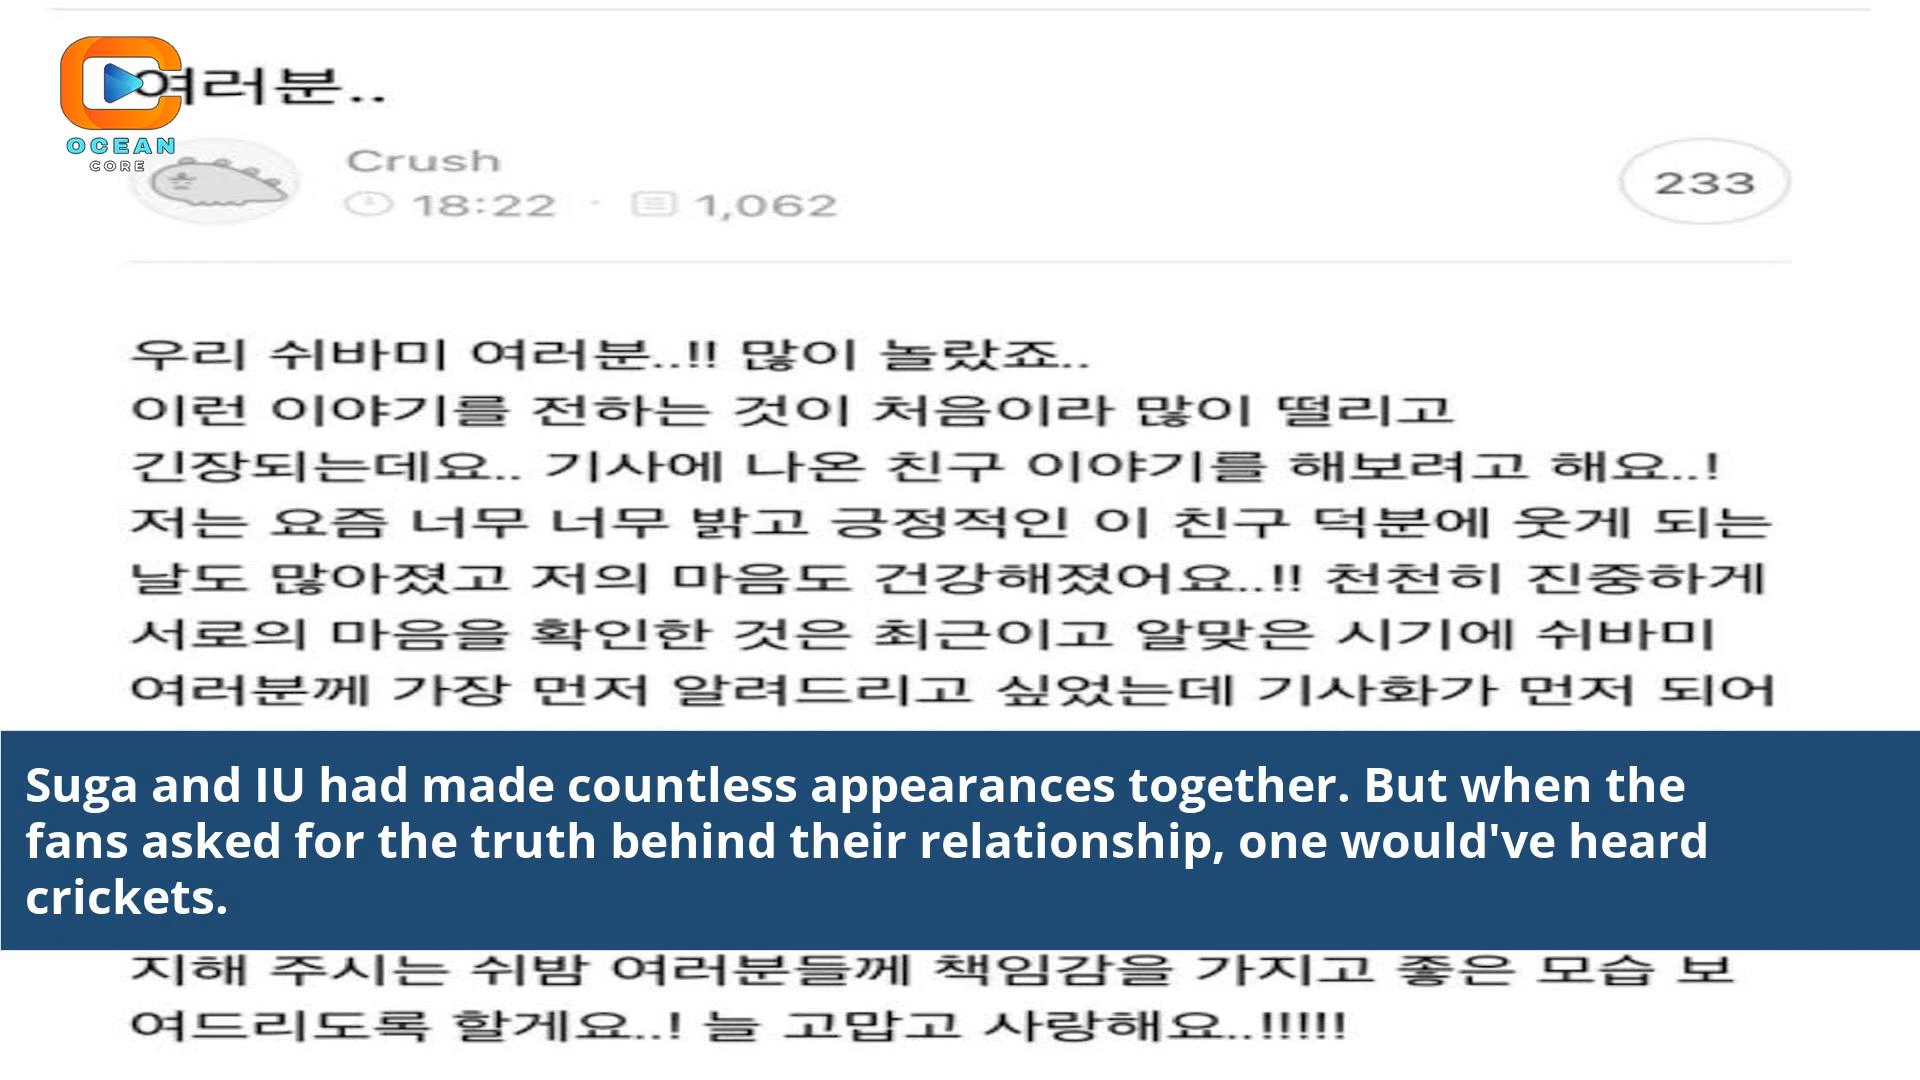 여러분..
OCEAN
CORE
Crush
18:22 · 1,062
233
우리 쉬바미 여러분..!! 많이 놀랐죠..
이런 이야기를 전하는 것이 처음이라 많이 떨리고
긴장되는데요.. 기사에 나온 친구 이야기를 해보려고 해요..!
저는 요즘 너무 너무 밝고 긍정적인 이 친구 덕분에 웃게 되는
날도 많아졌고 저의 마음도 건강해졌어요..!! 천천히 진중하게
서로의 마음을 확인한 것은 최근이고 알맞은 시기에 쉬바미
여러분께 가장 먼저 알려드리고 싶었는데 기사화가 먼저 되어
Suga and IU had made countless appearances together. But when the
fans asked for the truth behind their relationship, one would've heard
crickets.
지해 주시는 쉬밤 여러분들께 책임감을 가지고 좋은 모습 보
여드리도록 할게요..! 늘 고맙고 사랑해요..!!!!!